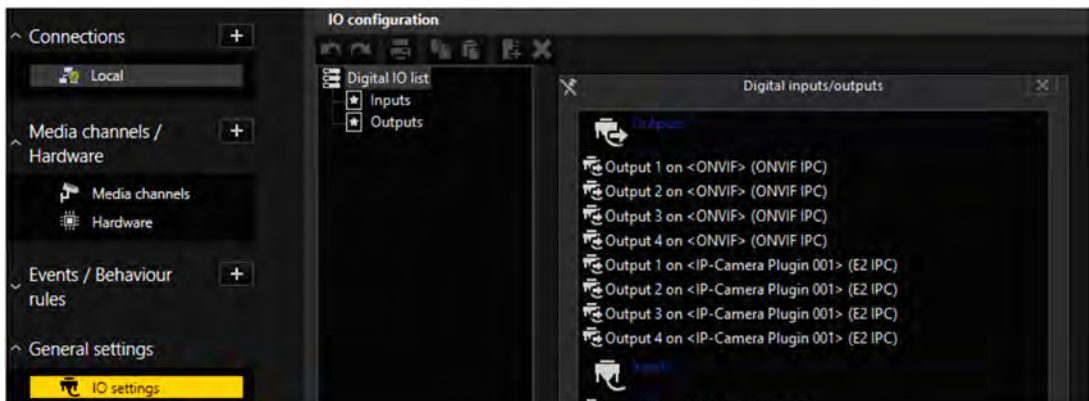 IO configuration
Connections
Local
Media channels /
Hardware
Media channels
Hardware
Events / Behaviour
rules
General settings
IO settings
Digital IO list
Inputs
Outputs
Digital inputs/outputs
Outputs
Output 1 on <ONVIF> (ONVIF IPC)
Output 2 on <ONVIF> (ONVIF IPC)
Output 3 on <ONVIF> (ONVIF IPC)
Output 4 on <ONVIF> (ONVIF IPC)
Output 1 on <IP-Camera Plugin 001> (E2 IPC)
Output 2 on <IP-Camera Plugin 001> (E2 IPC)
Output 3 on <IP-Camera Plugin 001> (E2 IPC)
Output 4 on <IP-Camera Plugin 001> (E2 IPC)